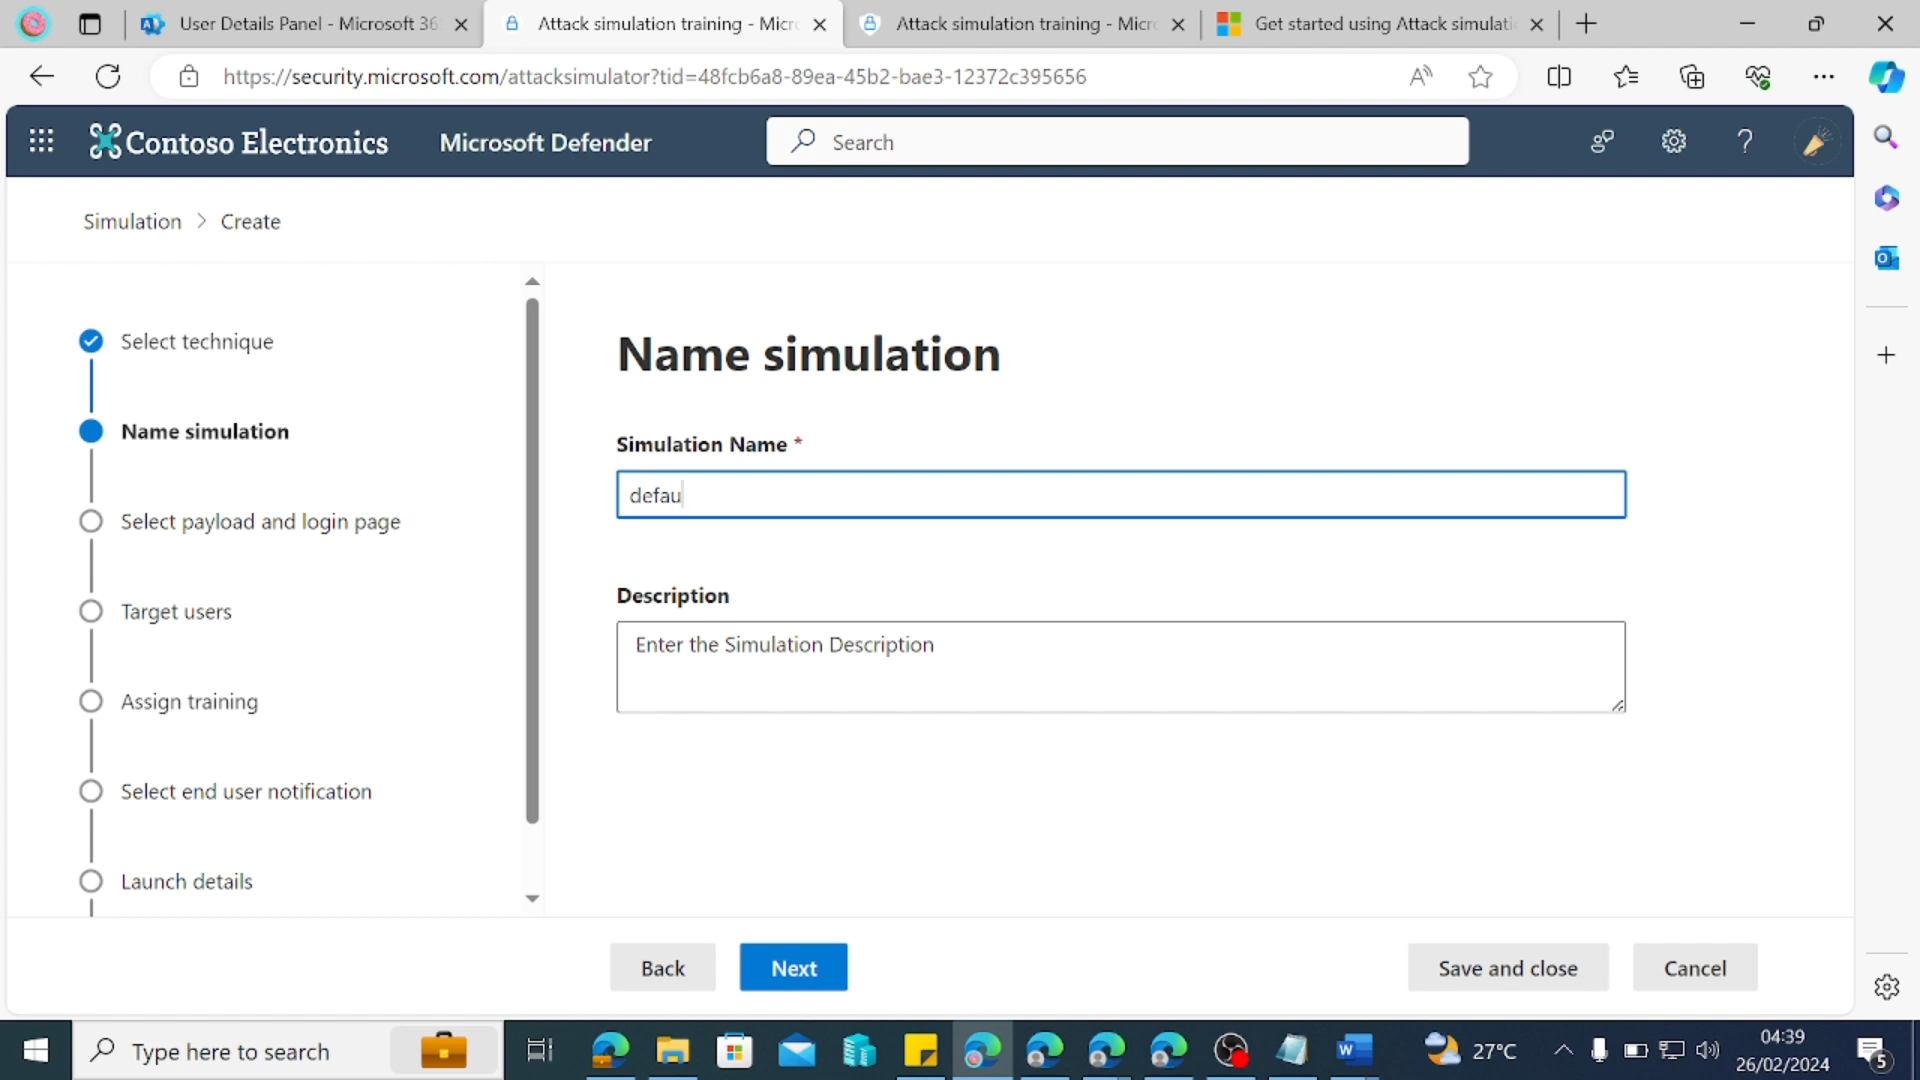 User Details Panel - Microsoft 36
Attack simulation training - Micro
Attack simulation training - Micro
Get started using Attack simulati
https://security.microsoft.com/attacksimulator?tid=48fcb6a8-89ea-45b2-bae3-12372c395656
Contoso Electronics
Microsoft Defender
Search
Simulation > Create
Select technique
Name simulation
Select payload and login page
Target users
Assign training
Select end user notification
Launch details
Name simulation
Simulation Name *
defau
Description
Enter the Simulation Description
Back
Next
Save and close
Cancel
Type here to search
27°C
04:39
26/02/2024
5